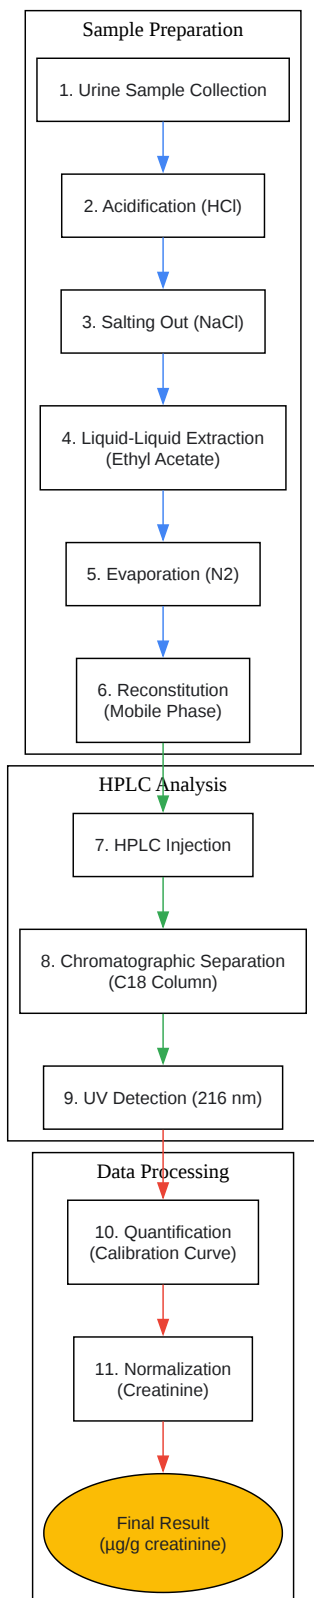 Sample Preparation
1. Urine Sample Collection
2. Acidification (HCl)
3. Salting Out (NaCl)
4. Liquid-Liquid Extraction
(Ethyl Acetate)
5. Evaporation (N2)
6. Reconstitution
(Mobile Phase)
HPLC Analysis
7. HPLC Injection
8. Chromatographic Separation
(C18 Column)
9. UV Detection (216 nm)
Data Processing
10. Quantification
(Calibration Curve)
11. Normalization
(Creatinine)
Final Result
(µg/g creatinine)